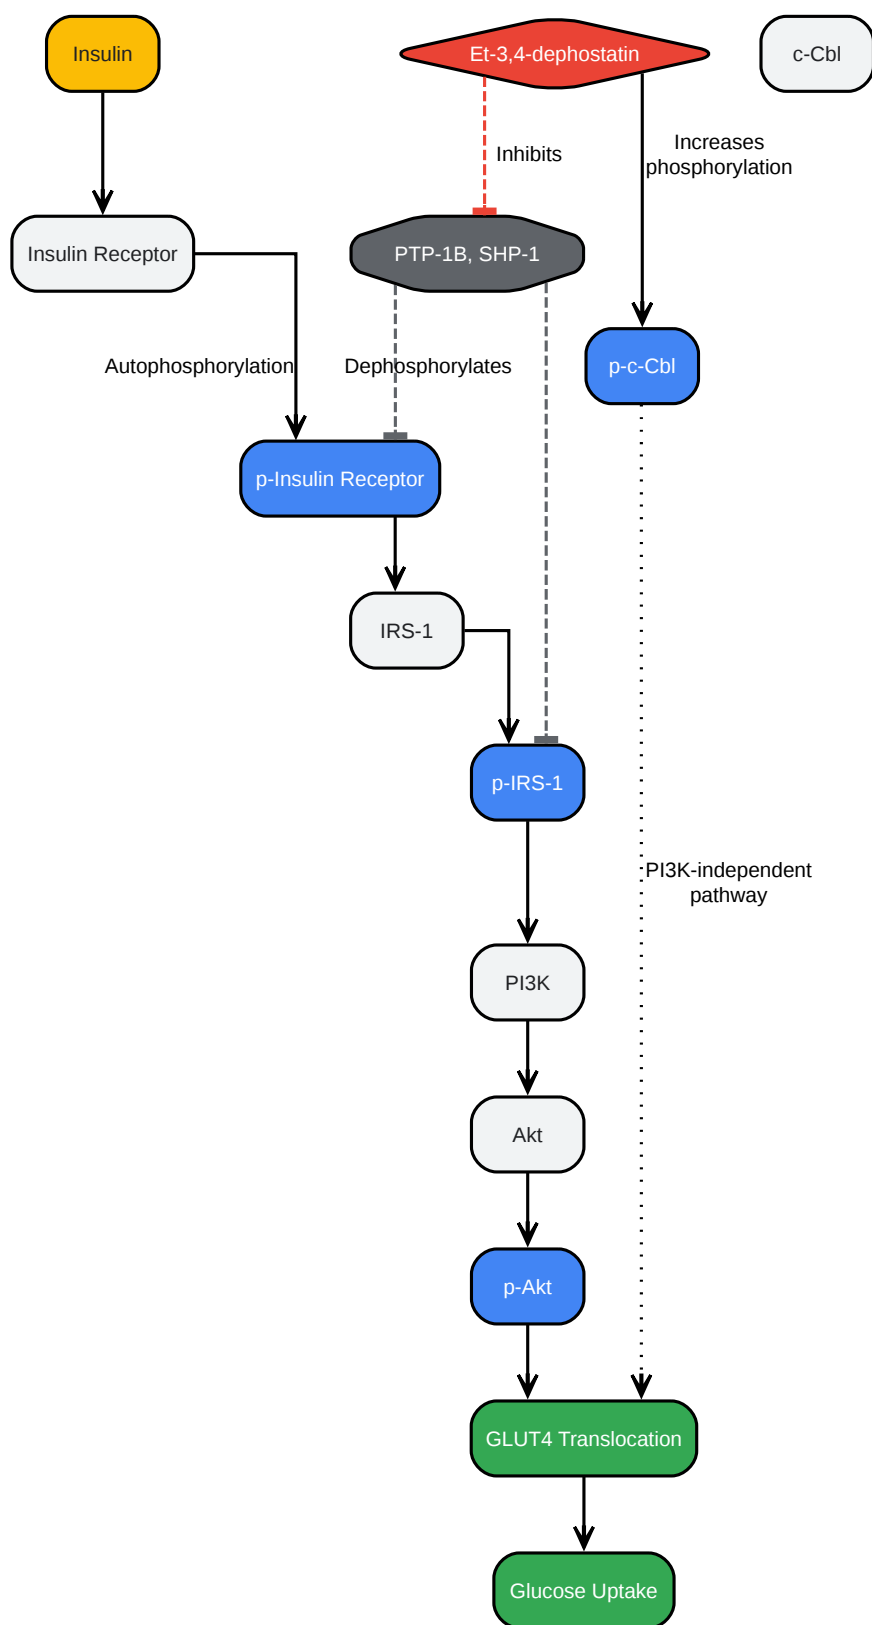 Insulin
Et-3,4-dephostatin
c-Cbl
Inhibits
Increases
phosphorylation
Insulin Receptor
PTP-1B, SHP-1
Autophosphorylation
Dephosphorylates
p-c-Cbl
p-Insulin Receptor
IRS-1
p-IRS-1
PI3K-independent
pathway
PI3K
Akt
p-Akt
GLUT4 Translocation
Glucose Uptake